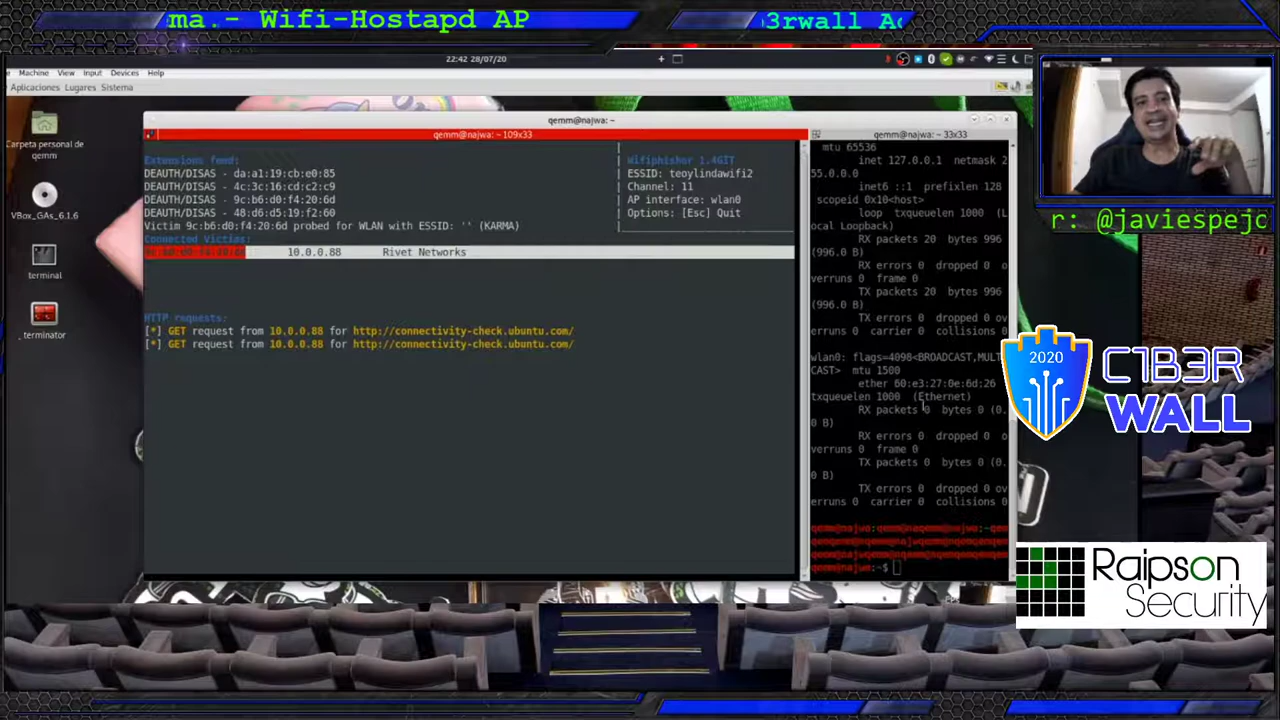 ma.- Wifi-Hostapd AP
3rwall Ac
22:42 28/07/20
Machine View Input Devices Help
Aplicaciones Lugares Sistema
Carpeta personal de
qemm
VBox_GAs_6.1.6
terminal
terminator
qemm@najwa: ~
qemm@najwa: ~ 109x33
Extensions feed:
DEAUTH/DISAS - da:a1:19:cb:e0:85
DEAUTH/DISAS - 4c:3c:16:cd:c2:c9
DEAUTH/DISAS - 9c:b6:d0:f4:20:6d
DEAUTH/DISAS - 48:d6:d5:19:f2:60
Victim 9c:b6:d0:f4:20:6d probed for WLAN with ESSID: '' (KARMA)
Connected Victims:
10.0.0.88 Rivet Networks
HTTP requests:
[*] GET request from 10.0.0.88 for http://connectivity-check.ubuntu.com/
[*] GET request from 10.0.0.88 for http://connectivity-check.ubuntu.com/
Wifiphisher 1.4GIT
ESSID: teoylindawifi2
Channel: 11
AP interface: wlan0
Options: [Esc] Quit
qemm@najwa: ~ 33x33
mtu 65536
inet 127.0.0.1 netmask 2
55.0.0.0
inet6 ::1 prefixlen 128
scopeid 0x10<host>
loop txqueuelen 1000 (L
ocal Loopback)
RX packets 20 bytes 996
(996.0 B)
RX errors 0 dropped 0 o
verruns 0 frame 0
TX packets 20 bytes 996
(996.0 B)
TX errors 0 dropped 0 ov
erruns 0 carrier 0 collisions 0
wlan0: flags=4098<BROADCAST,MULT
CAST> mtu 1500
ether 60:e3:27:0e:6d:26
txqueuelen 1000 (Ethernet)
RX packets 0 bytes 0 (0.
0 B)
RX errors 0 dropped 0 o
verruns 0 frame 0
TX packets 0 bytes 0 (0.
0 B)
TX errors 0 dropped 0 ov
erruns 0 carrier 0 collisions 0
qemm@najwa:~$
r: @javiespejo
2020
C1B3R
WALL
Raipson
Security